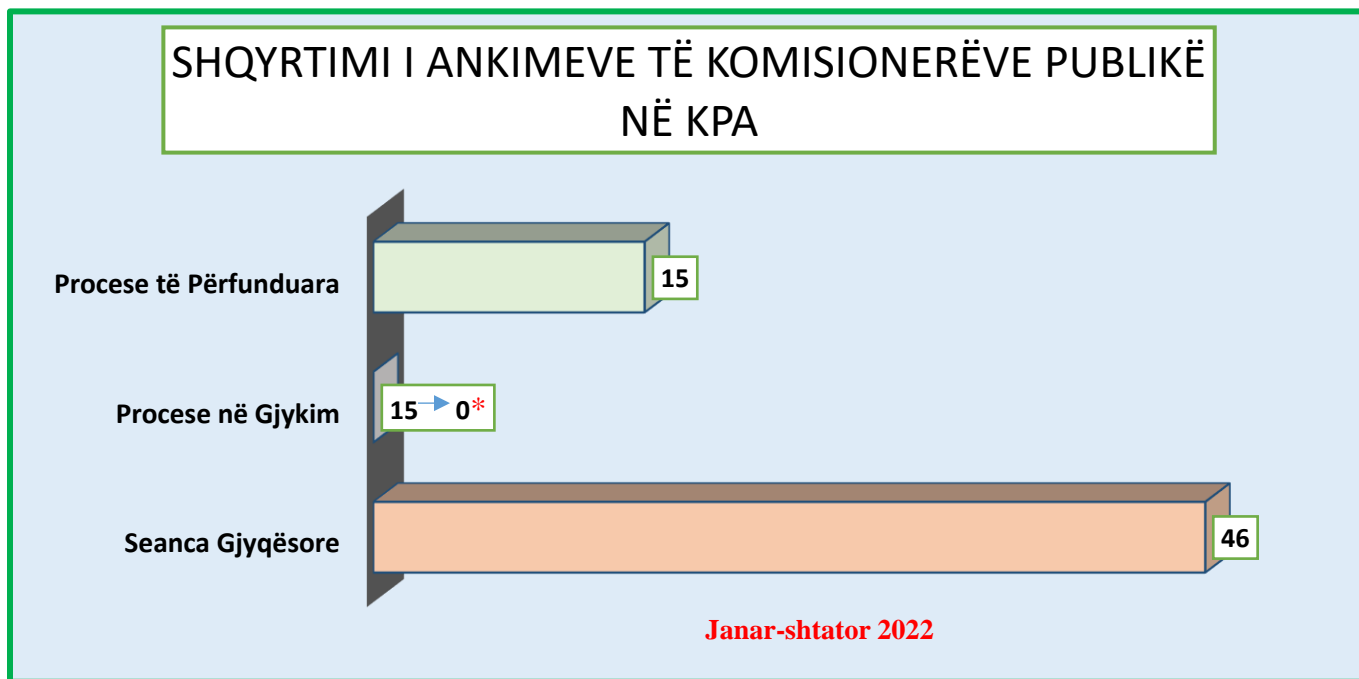 SHQYRTIMI I ANKIMEVE TË KOMISIONERËVE PUBLIKË
NË KPA
Procese të Përfunduara
15
Procese në Gjykim
15 → 0*
Seanca Gjyqësore
46
Janar-shtator 2022